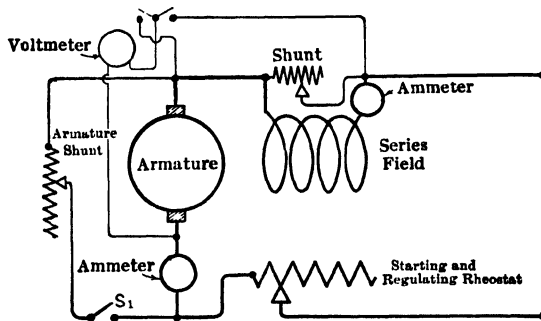 Voltmeter
Shunt
Ammeter
Armature
Shunt
Armature
Series
Field
Ammeter
Starting and
Regulating Rheostat
S1